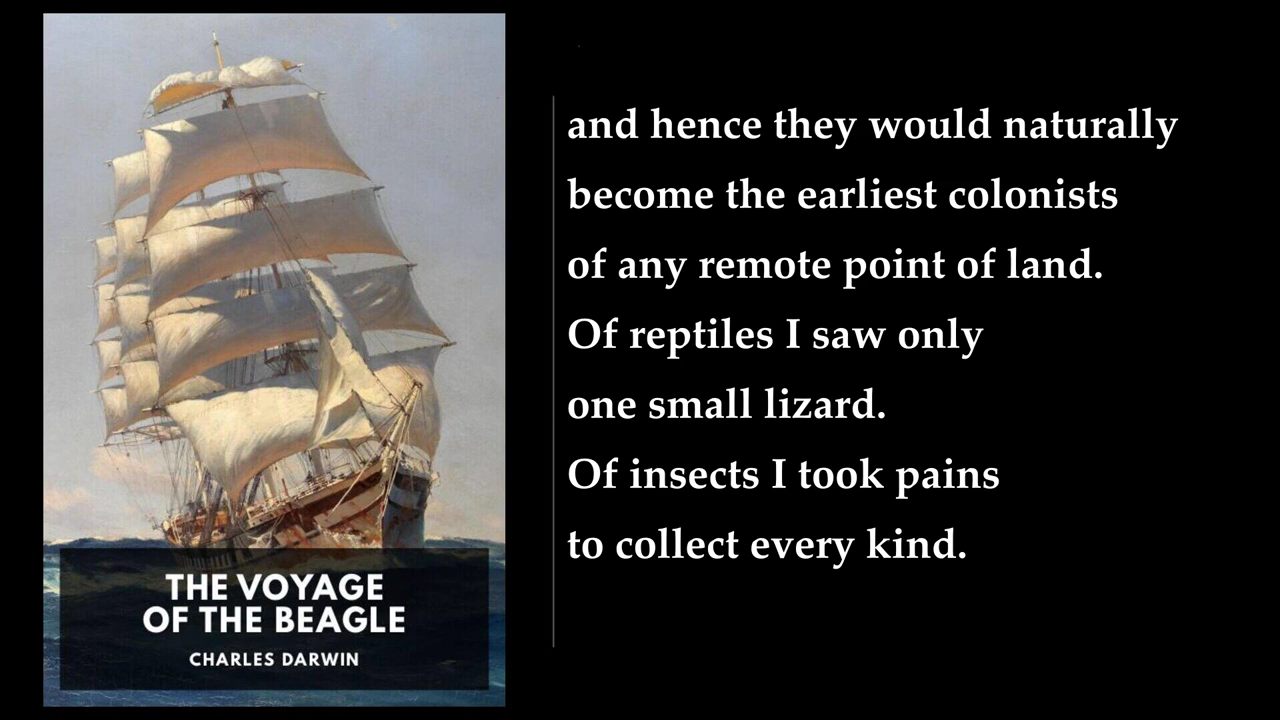 THE VOYAGE
OF THE BEAGLE
CHARLES DARWIN
and hence they would naturally
become the earliest colonists
of any remote point of land.
Of reptiles I saw only
one small lizard.
Of insects I took pains
to collect every kind.